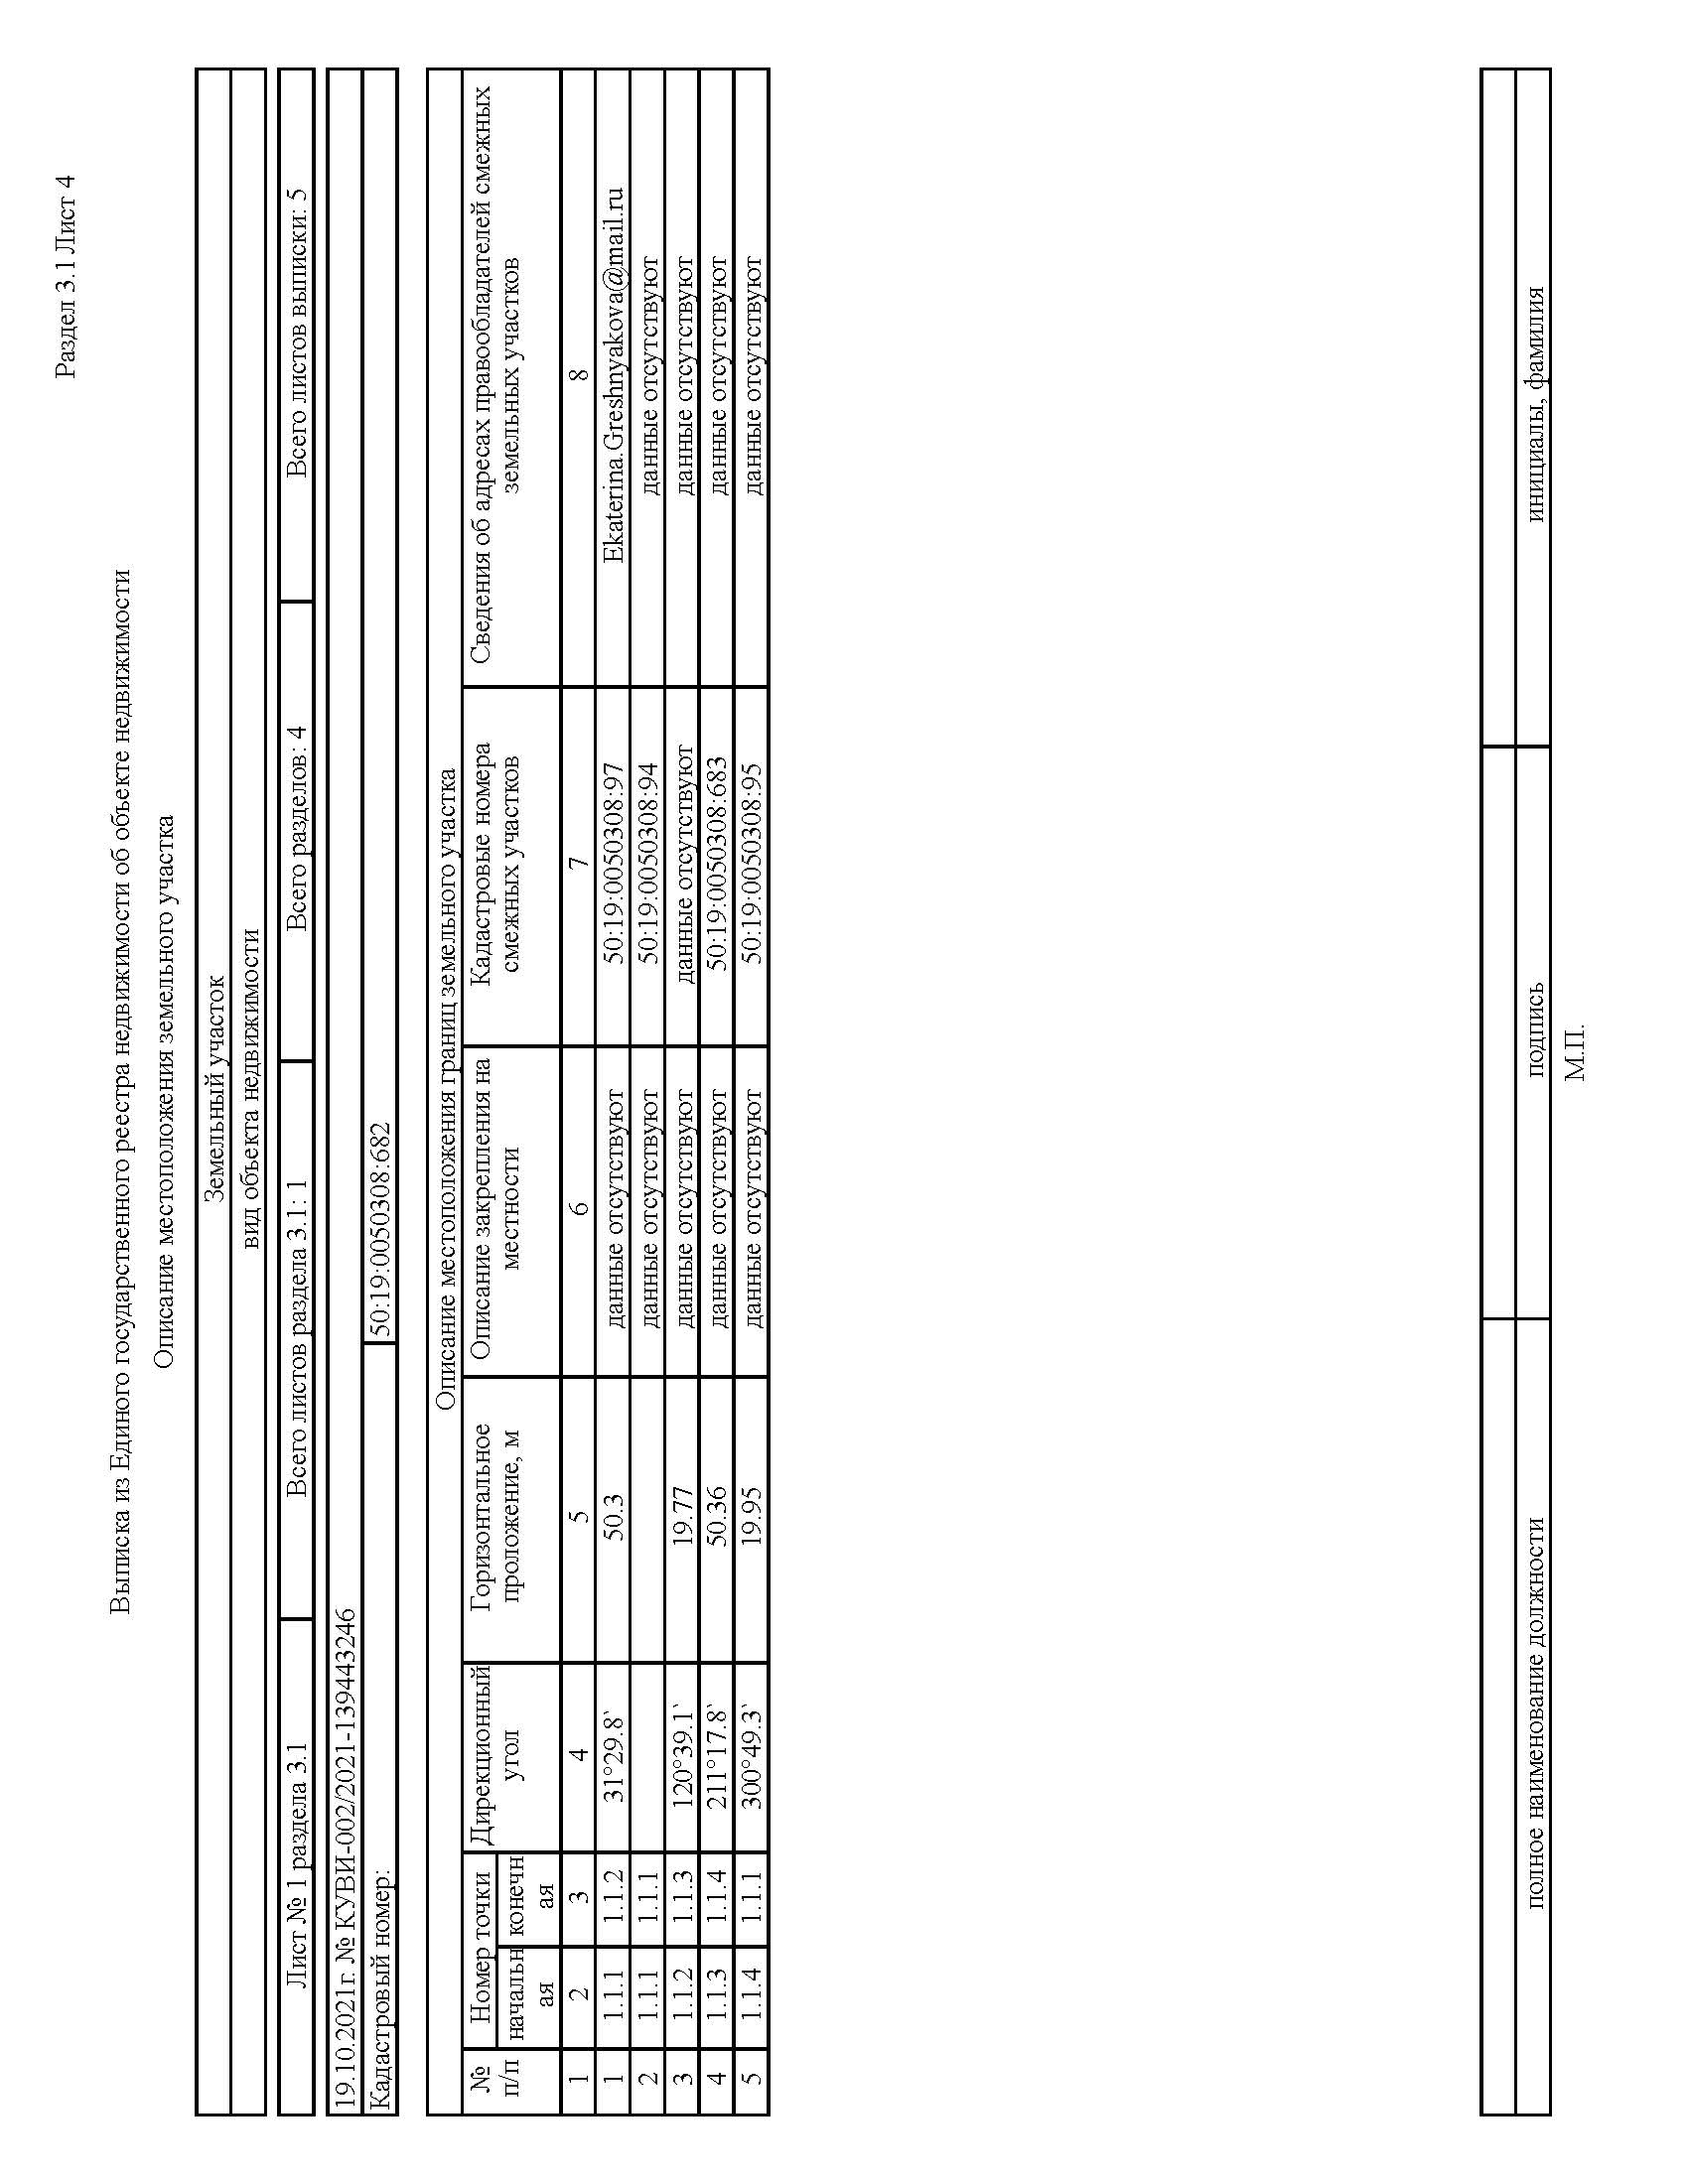 Раздел 3.1 Лист 4
Выписка из Единого государственного реестра недвижимости об объекте недвижимости
Описание местоположения земельного участка
Земельный участок
вид объекта недвижимости
Лист № 1 раздела 3.1 Всего листов раздела 3.1: 1 Всего разделов: 4 Всего листов выписки: 5
19.10.2021г. № КУВИ-002/2021-139443246
Кадастровый номер: 50:19:0050308:682
Описание местоположения границ земельного участка
№ Номер точки Дирекционный Горизонтальное Описание закрепления на Кадастровые номера Сведения об адресах правообладателей смежных
п/п начальн конечн угол проложение, м местности смежных участков земельных участков
ая ая
1 2 3 4 5 6 7 8
1 1.1.1 1.1.2 31°29.8` 50.3 данные отсутствуют 50:19:0050308:97 Ekaterina.Greshnyakova@mail.ru
2 1.1.1 1.1.1 данные отсутствуют 50:19:0050308:94 данные отсутствуют
3 1.1.2 1.1.3 120°39.1` 19.77 данные отсутствуют данные отсутствуют данные отсутствуют
4 1.1.3 1.1.4 211°17.8` 50.36 данные отсутствуют 50:19:0050308:683 данные отсутствуют
5 1.1.4 1.1.1 300°49.3` 19.95 данные отсутствуют 50:19:0050308:95 данные отсутствуют
полное наименование должности подпись инициалы, фамилия
М.П.